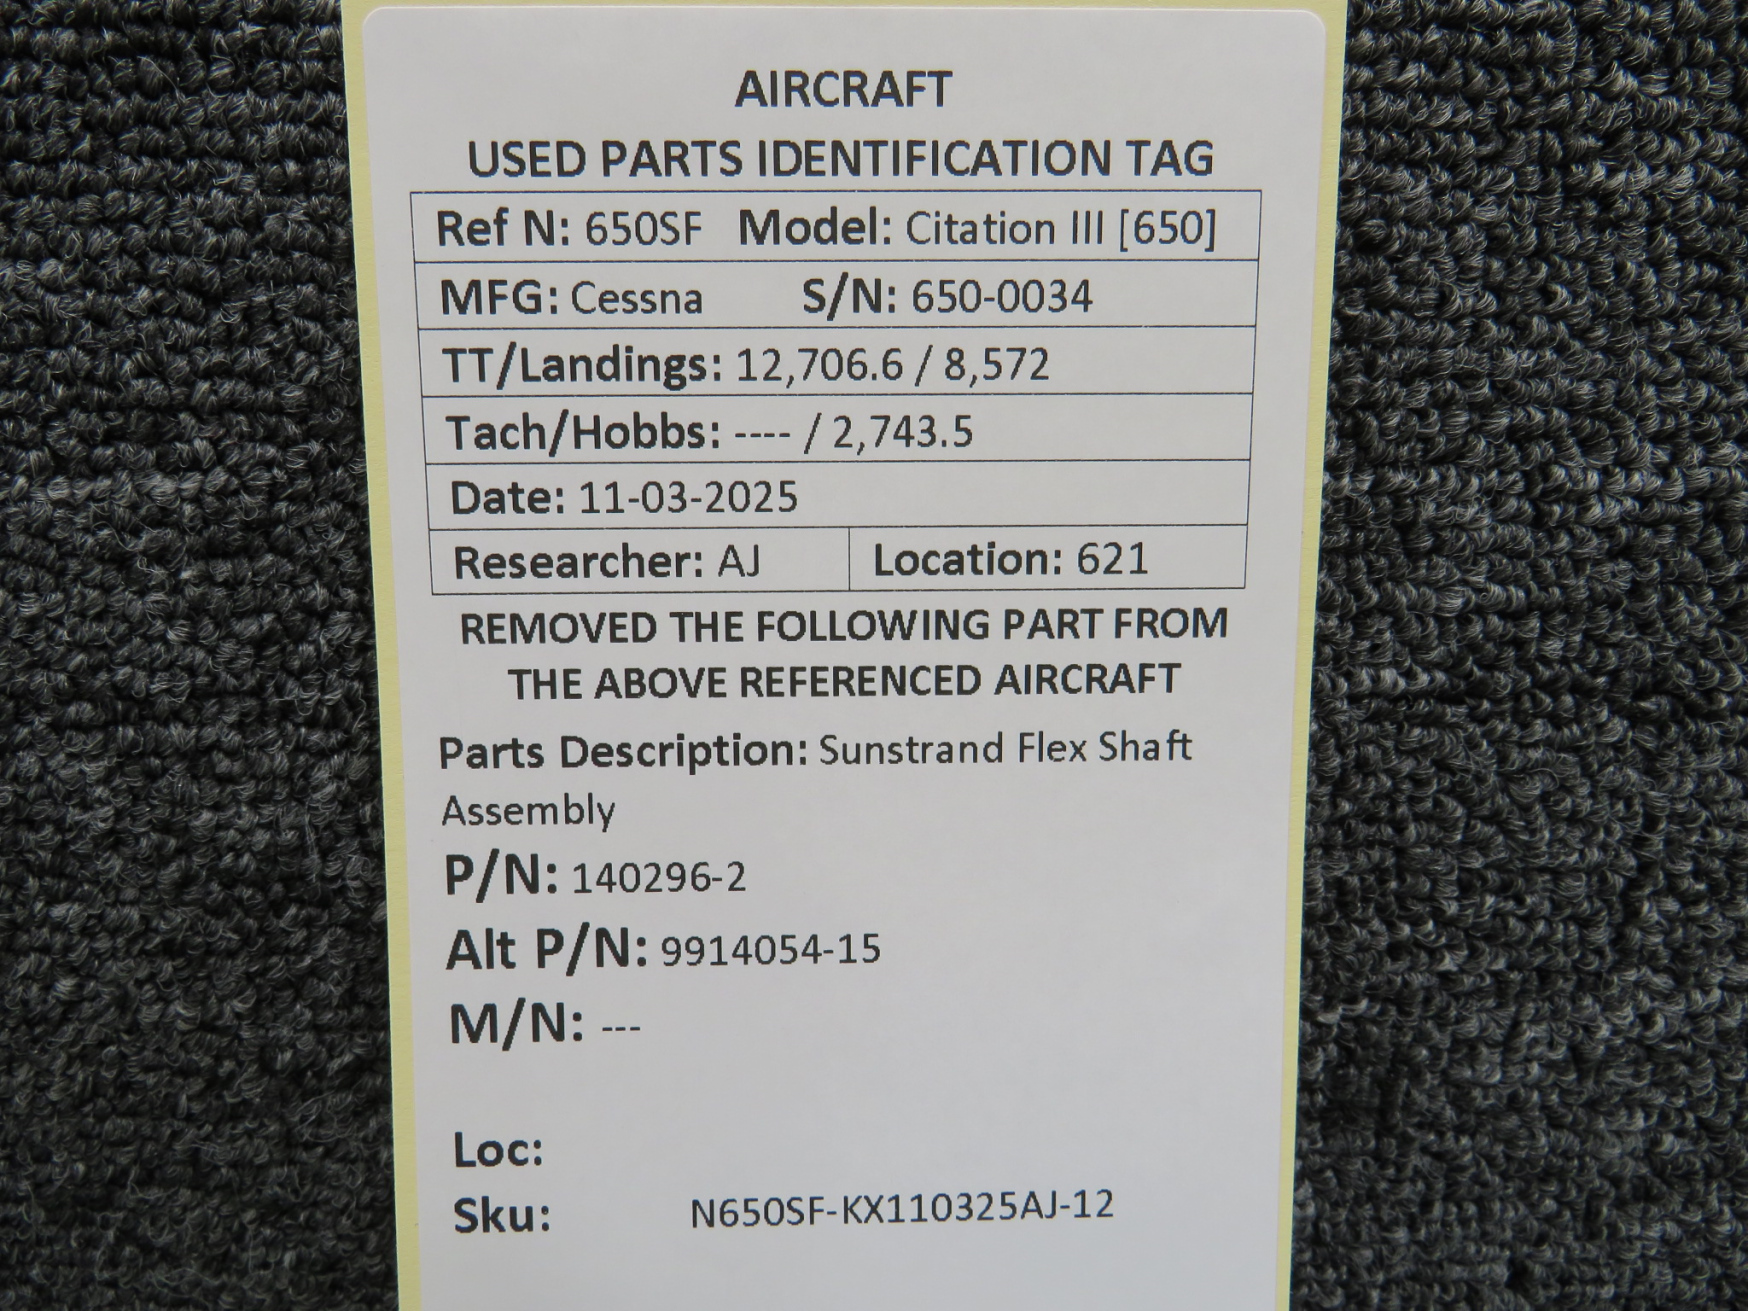 AIRCRAFT
USED PARTS IDENTIFICATION TAG
Ref N: 650SF Model: Citation III [650]
MFG: Cessna S/N: 650-0034
TT/Landings: 12,706.6 / 8,572
Tach/Hobbs: ---- / 2,743.5
Date: 11-03-2025
Researcher: AJ Location: 621
REMOVED THE FOLLOWING PART FROM
THE ABOVE REFERENCED AIRCRAFT
Parts Description: Sunstrand Flex Shaft
Assembly
P/N: 140296-2
Alt P/N: 9914054-15
M/N: ---
Loc:
Sku: N650SF-KX110325AJ-12